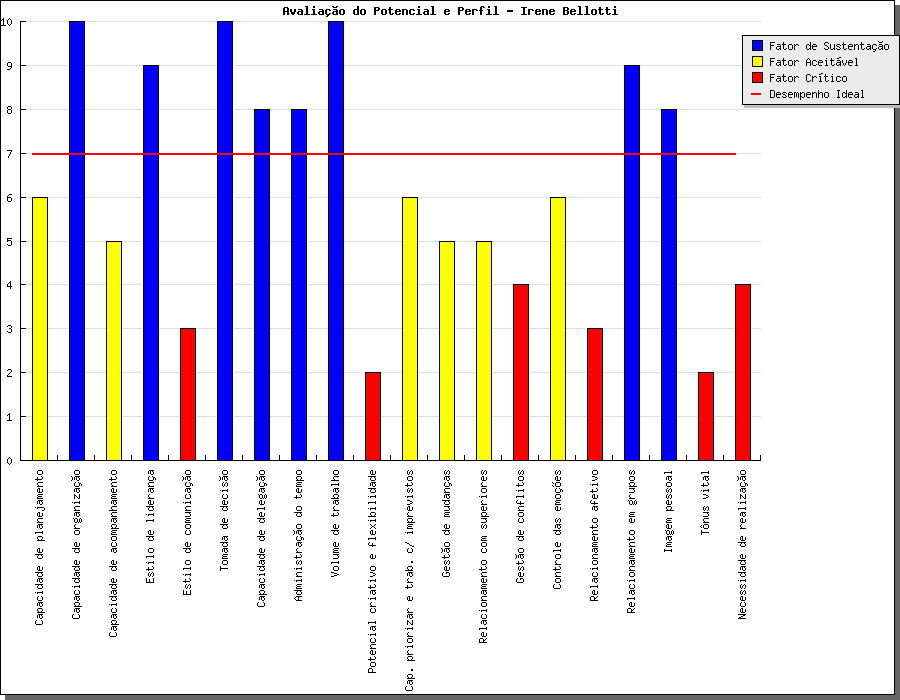 Avaliação do Potencial e Perfil - Irene Bellotti
10
9
8
7
6
5
4
3
2
1
0
Fator de Sustentação
Fator Aceitável
Fator Crítico
Desempenho Ideal
Capacidade de planejamento
Capacidade de organização
Capacidade de acompanhamento
Estilo de liderança
Estilo de comunicação
Tomada de decisão
Capacidade de delegação
Administração do tempo
Volume de trabalho
Potencial criativo e flexibilidade
Cap. priorizar e trab. c/ imprevistos
Gestão de mudanças
Relacionamento com superiores
Gestão de conflitos
Controle das emoções
Relacionamento afetivo
Relacionamento em grupos
Imagem pessoal
Tônus vital
Necessidade de realização